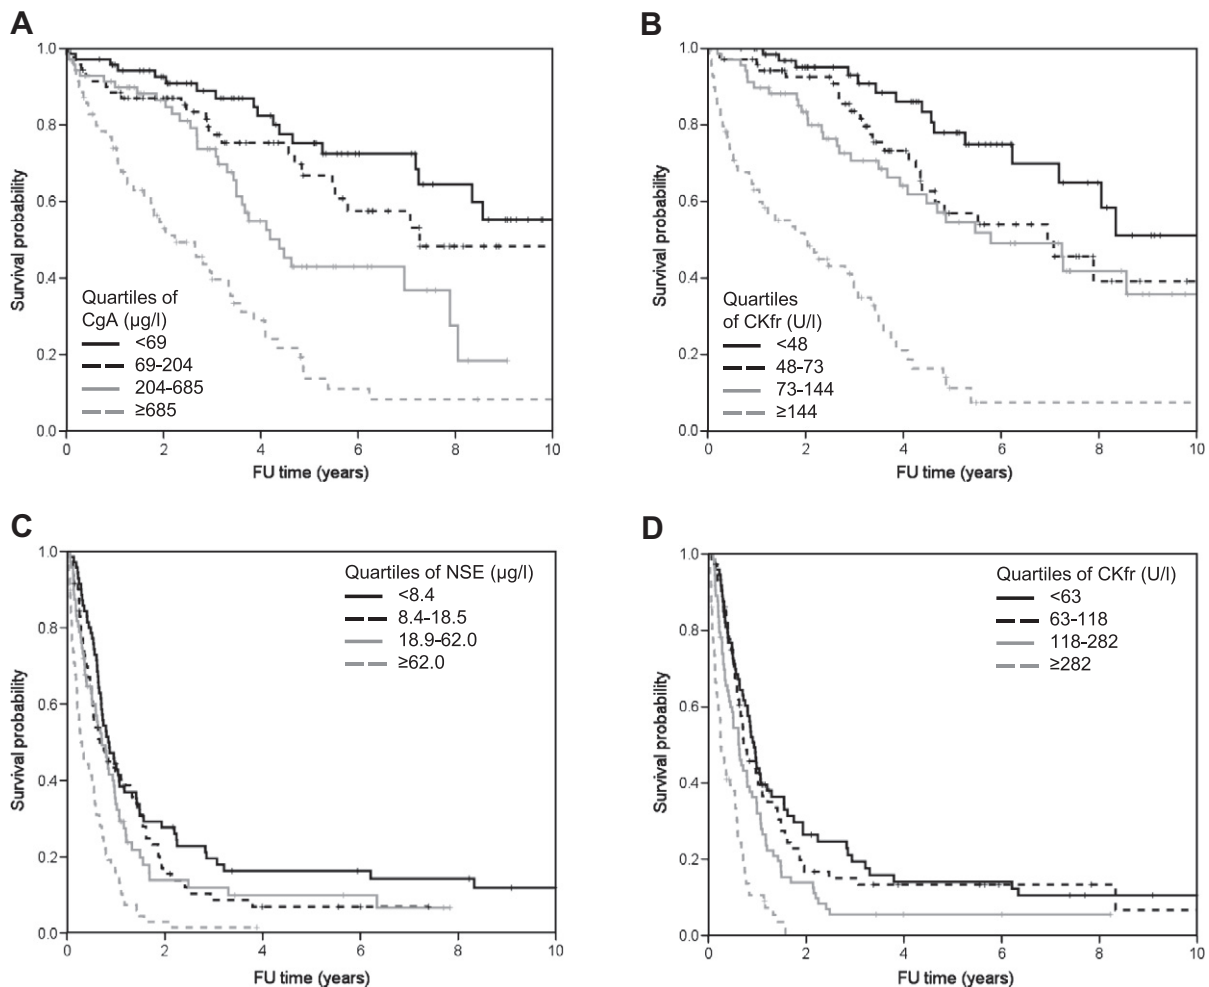 A
1.0
0.8
0.6
0.4
0.2
0.0
Survival probability
Quartiles of
CgA (µg/l)
<69
69-204
204-685
≥685
0 2 4 6 8 10
FU time (years)
B
1.0
0.8
0.6
0.4
0.2
0.0
Survival probability
Quartiles
of CKfr (U/l)
<48
48-73
73-144
≥144
0 2 4 6 8 10
FU time (years)
C
1.0
0.8
0.6
0.4
0.2
0.0
Survival probability
Quartiles of NSE (µg/l)
<8.4
8.4-18.5
18.9-62.0
≥62.0
0 2 4 6 8 10
FU time (years)
D
1.0
0.8
0.6
0.4
0.2
0.0
Survival probability
Quartiles of CKfr (U/l)
<63
63-118
118-282
≥282
0 2 4 6 8 10
FU time (years)